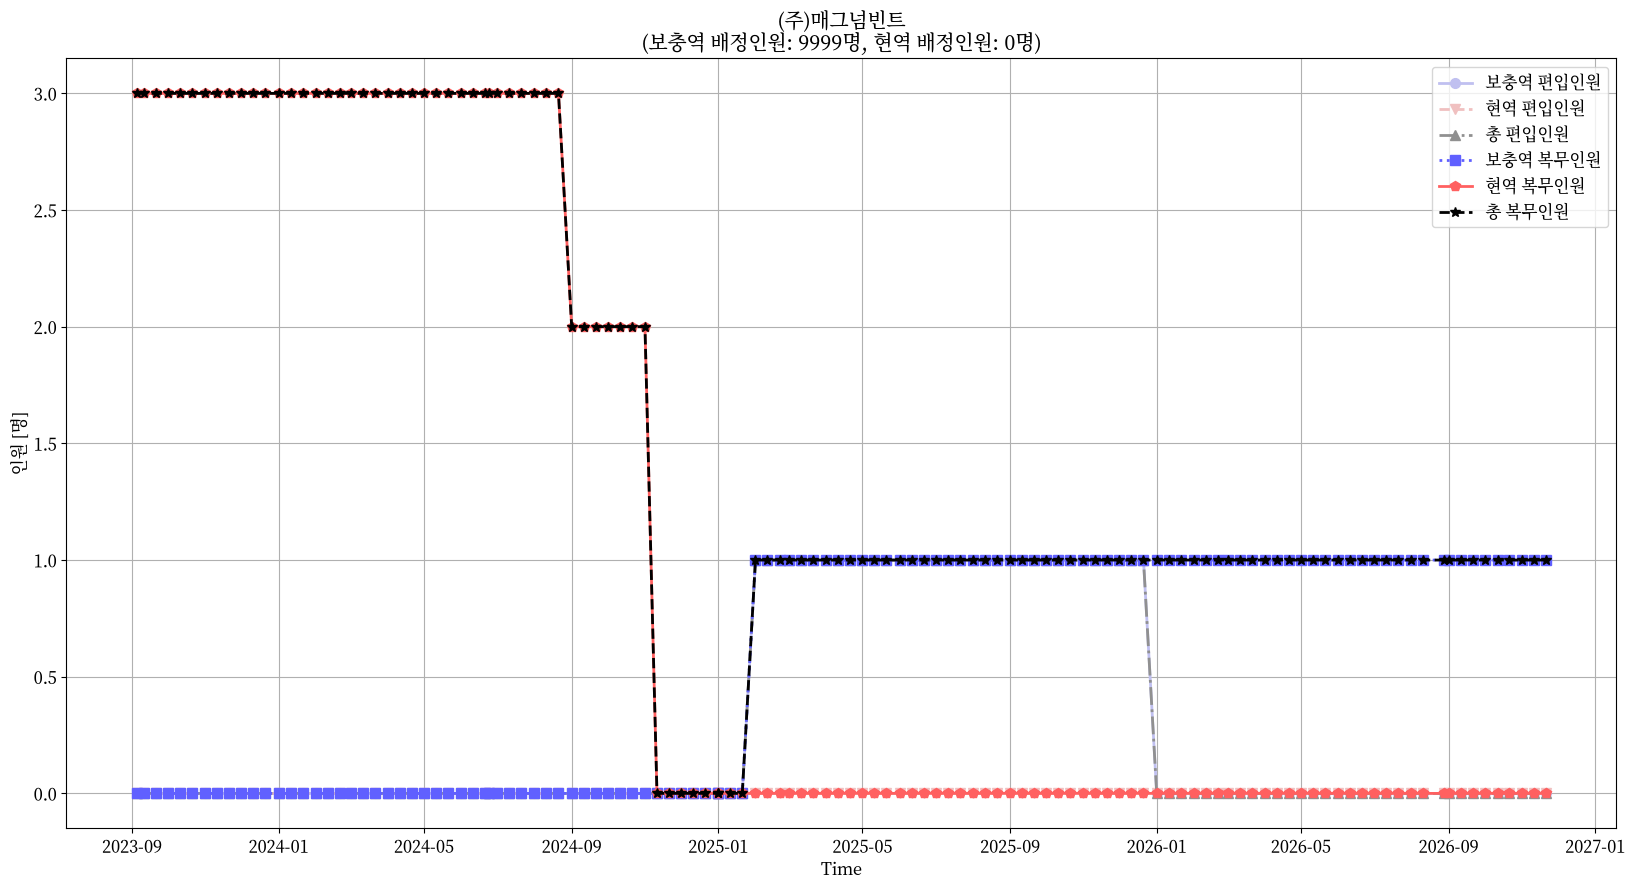 (주)매그넘빈트
(보충역 배정인원: 9999명, 현역 배정인원: 0명)
보충역 편입인원
현역 편입인원
총 편입인원
보충역 복무인원
현역 복무인원
총 복무인원
인원 [명]
3.0
2.5
2.0
1.5
1.0
0.5
0.0
2023-09
2024-01
2024-05
2024-09
2025-01
2025-05
2025-09
2026-01
2026-05
2026-09
2027-01
Time